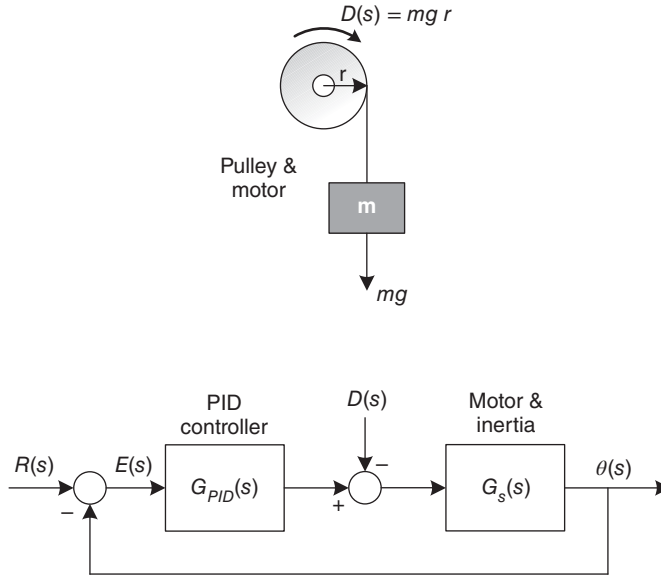 D(s) = mg r
r
Pulley &
motor
m
mg
PID
controller
D(s)
Motor &
inertia
R(s)
E(s)
G_PID(s)
G_s(s)
θ(s)
−
+
−